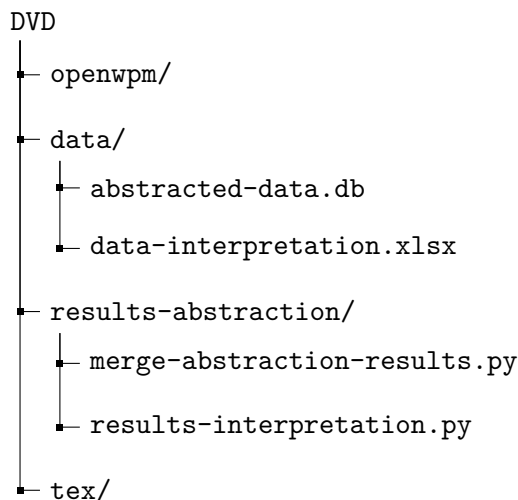 DVD
openwpm/
data/
abstracted-data.db
data-interpretation.xlsx
results-abstraction/
merge-abstraction-results.py
results-interpretation.py
tex/